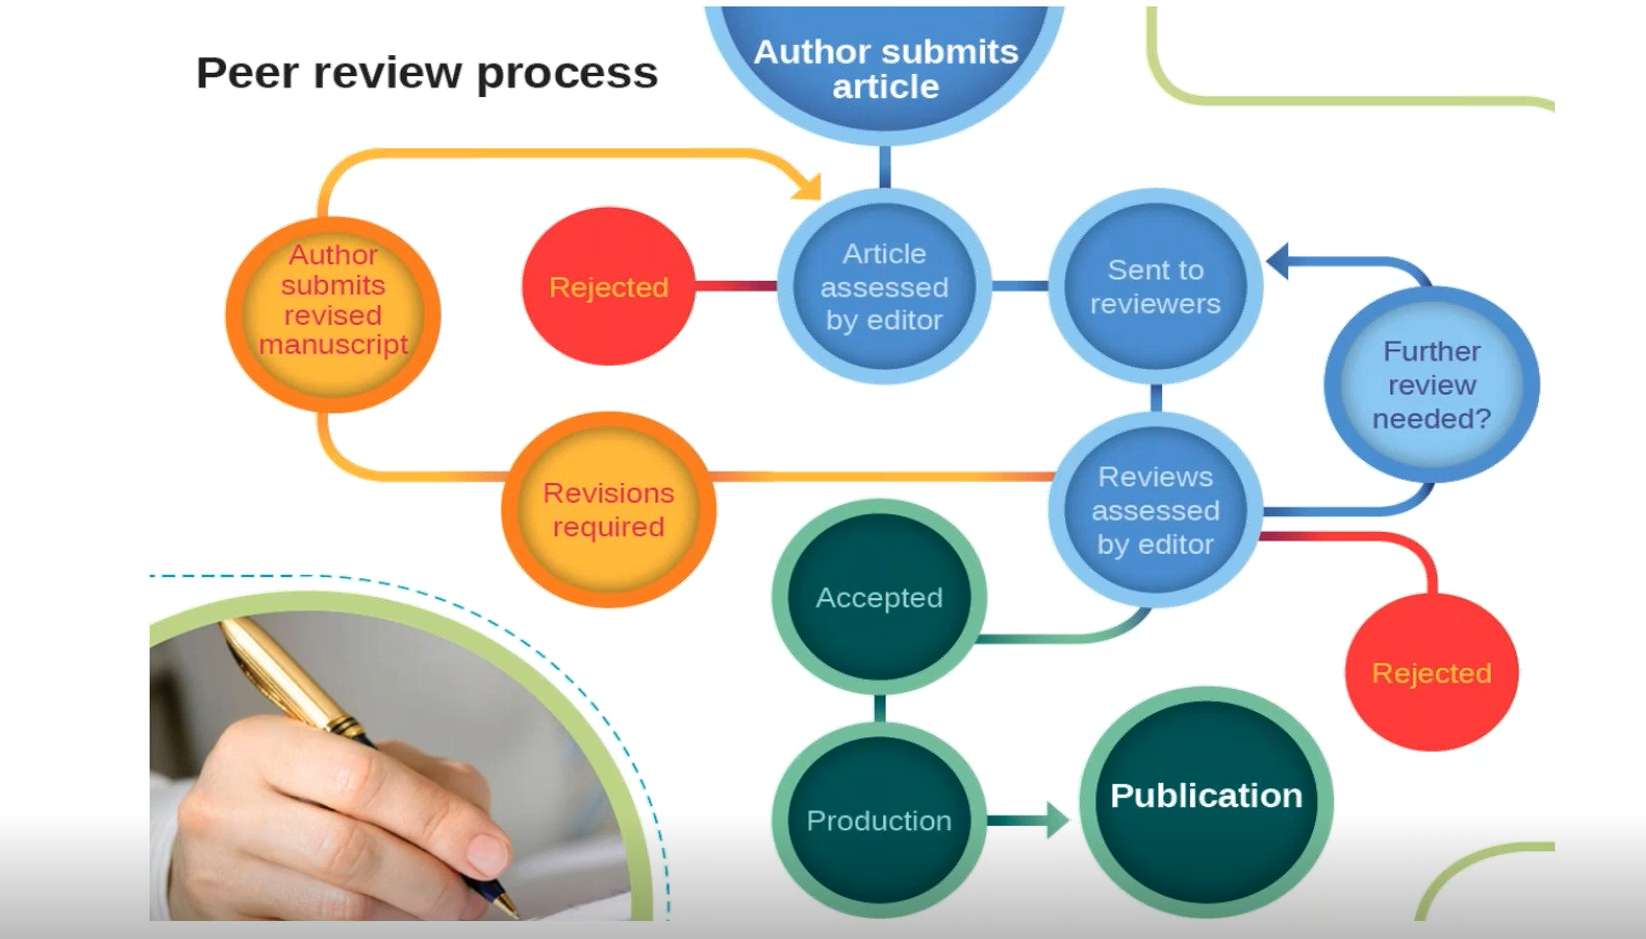 Peer review process
Author submits
article
Author
submits
revised
manuscript
Rejected
Article
assessed
by editor
Sent to
reviewers
Further
review
needed?
Revisions
required
Reviews
assessed
by editor
Accepted
Rejected
Production
Publication